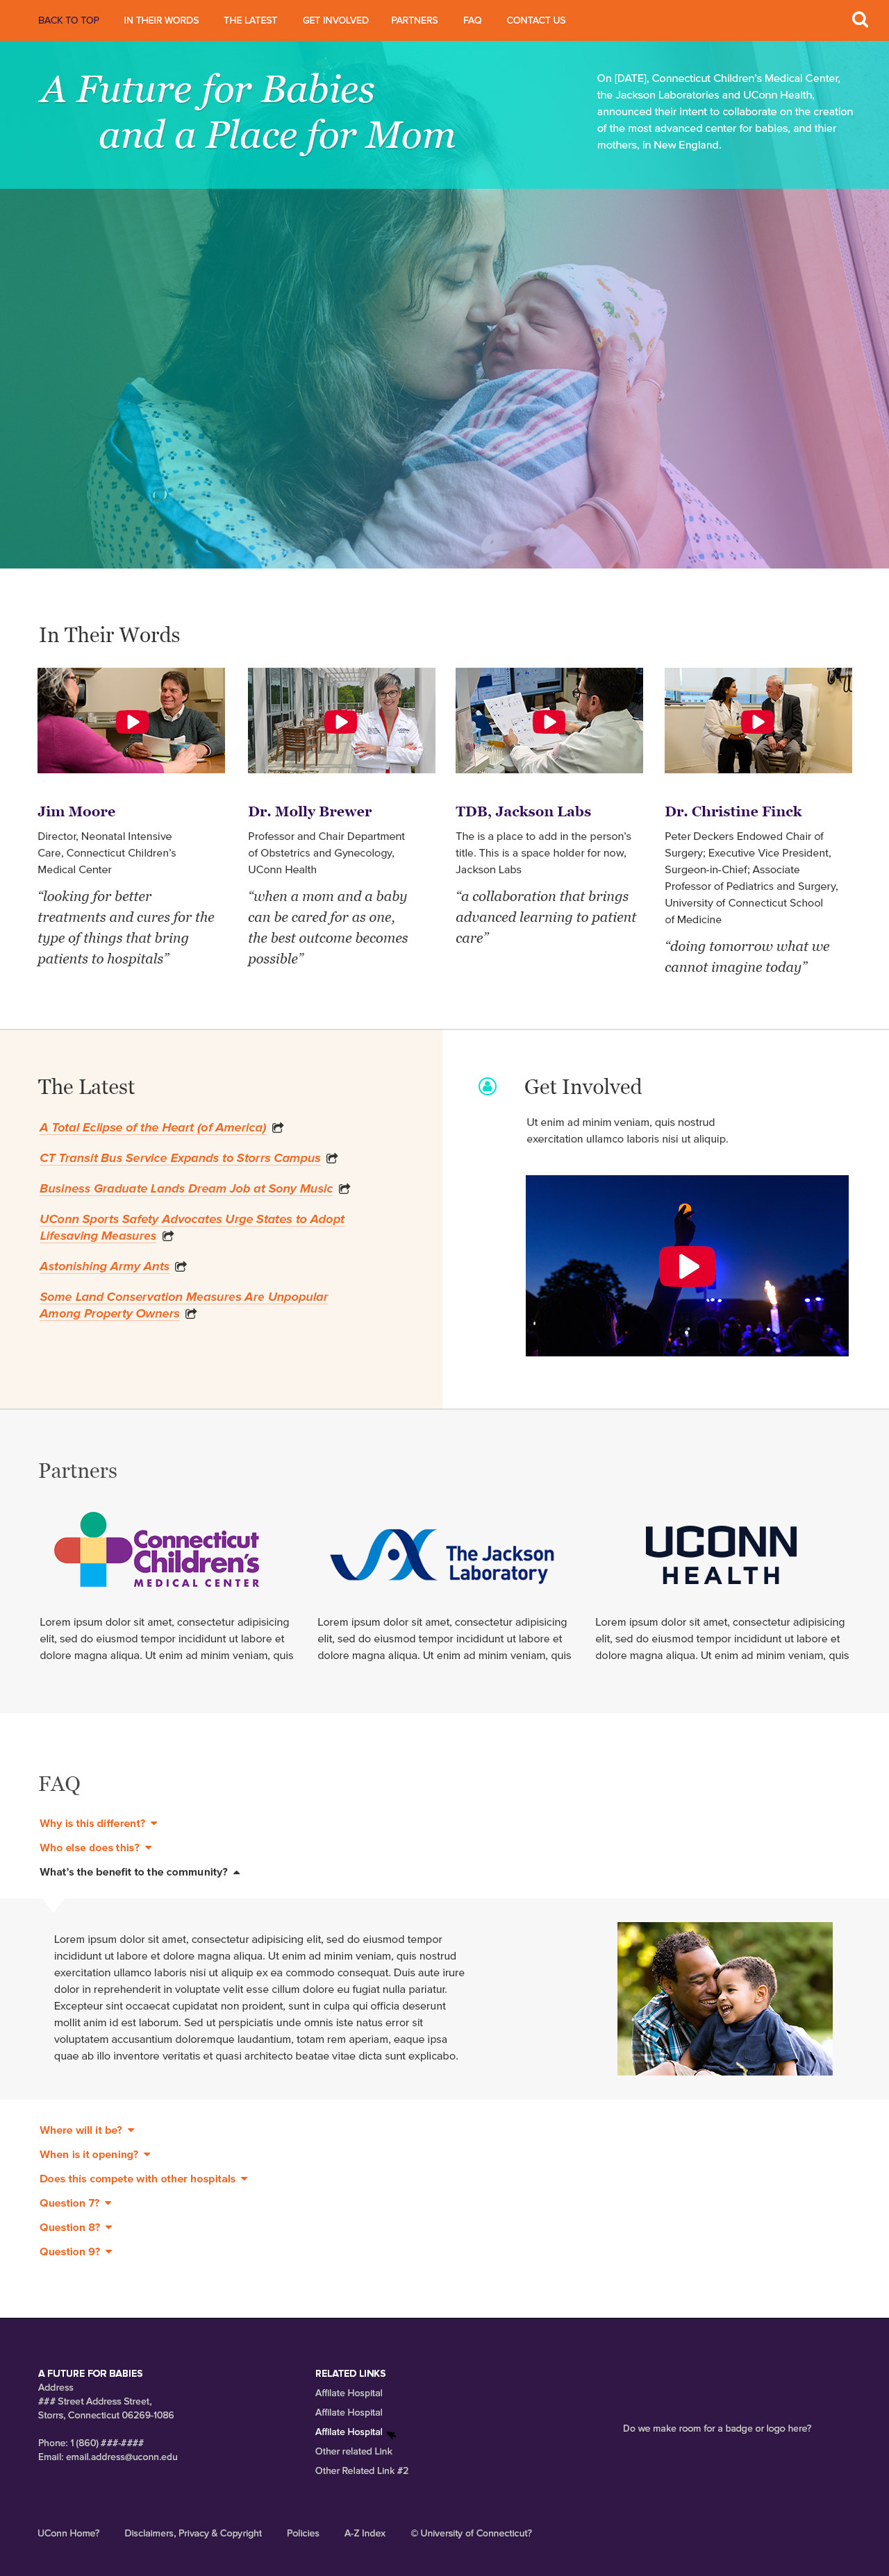 BACK TO TOP IN THEIR WORDS THE LATEST GET INVOLVED PARTNERS FAQ CONTACT US
A Future for Babies
and a Place for Mom
On [DATE], Connecticut Children's Medical Center,
the Jackson Laboratories and UConn Health,
announced their intent to collaborate on the creation
of the most advanced center for babies, and thier
mothers, in New England.
In Their Words
Jim Moore
Director, Neonatal Intensive
Care, Connecticut Children's
Medical Center
“looking for better
treatments and cures for the
type of things that bring
patients to hospitals”
Dr. Molly Brewer
Professor and Chair Department
of Obstetrics and Gynecology,
UConn Health
“when a mom and a baby
can be cared for as one,
the best outcome becomes
possible”
TDB, Jackson Labs
The is a place to add in the person's
title. This is a space holder for now,
Jackson Labs
“a collaboration that brings
advanced learning to patient
care”
Dr. Christine Finck
Peter Deckers Endowed Chair of
Surgery; Executive Vice President,
Surgeon-in-Chief; Associate
Professor of Pediatrics and Surgery,
University of Connecticut School
of Medicine
“doing tomorrow what we
cannot imagine today”
The Latest
A Total Eclipse of the Heart (of America)
CT Transit Bus Service Expands to Storrs Campus
Business Graduate Lands Dream Job at Sony Music
UConn Sports Safety Advocates Urge States to Adopt
Lifesaving Measures
Astonishing Army Ants
Some Land Conservation Measures Are Unpopular
Among Property Owners
Get Involved
Ut enim ad minim veniam, quis nostrud
exercitation ullamco laboris nisi ut aliquip.
Partners
Connecticut
Children's
MEDICAL CENTER
The Jackson
Laboratory
UCONN
HEALTH
Lorem ipsum dolor sit amet, consectetur adipisicing
elit, sed do eiusmod tempor incididunt ut labore et
dolore magna aliqua. Ut enim ad minim veniam, quis
Lorem ipsum dolor sit amet, consectetur adipisicing
elit, sed do eiusmod tempor incididunt ut labore et
dolore magna aliqua. Ut enim ad minim veniam, quis
Lorem ipsum dolor sit amet, consectetur adipisicing
elit, sed do eiusmod tempor incididunt ut labore et
dolore magna aliqua. Ut enim ad minim veniam, quis
FAQ
Why is this different?
Who else does this?
What's the benefit to the community?
Lorem ipsum dolor sit amet, consectetur adipisicing elit, sed do eiusmod tempor
incididunt ut labore et dolore magna aliqua. Ut enim ad minim veniam, quis nostrud
exercitation ullamco laboris nisi ut aliquip ex ea commodo consequat. Duis aute irure
dolor in reprehenderit in voluptate velit esse cillum dolore eu fugiat nulla pariatur.
Excepteur sint occaecat cupidatat non proident, sunt in culpa qui officia deserunt
mollit anim id est laborum. Sed ut perspiciatis unde omnis iste natus error sit
voluptatem accusantium doloremque laudantium, totam rem aperiam, eaque ipsa
quae ab illo inventore veritatis et quasi architecto beatae vitae dicta sunt explicabo.
Where will it be?
When is it opening?
Does this compete with other hospitals
Question 7?
Question 8?
Question 9?
A FUTURE FOR BABIES
Address
### Street Address Street,
Storrs, Connecticut 06269-1086
Phone: 1 (860) ###-####
Email: email.address@uconn.edu
RELATED LINKS
Affilate Hospital
Affilate Hospital
Affilate Hospital
Other related Link
Other Related Link #2
Do we make room for a badge or logo here?
UConn Home? Disclaimers, Privacy & Copyright Policies A-Z Index © University of Connecticut?